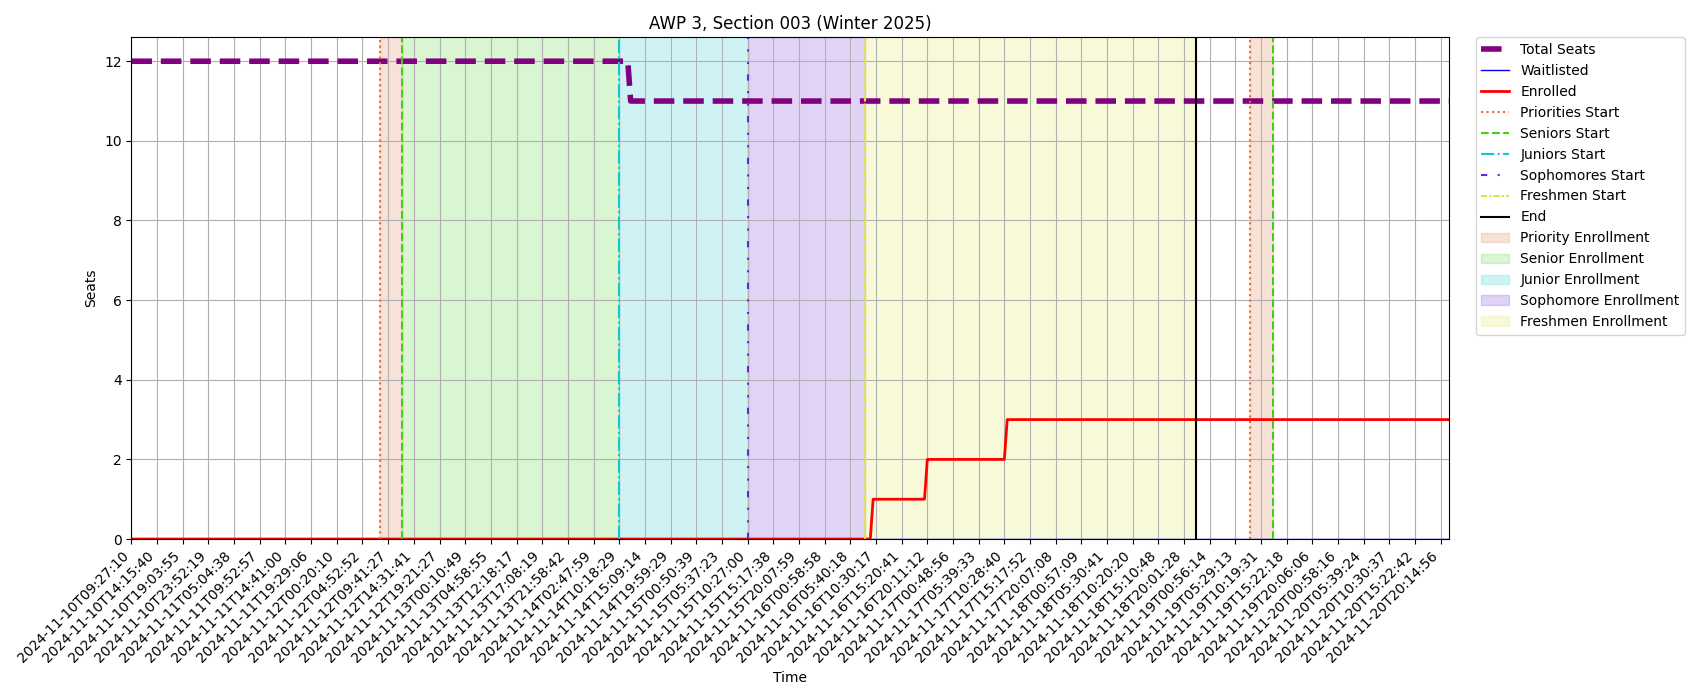 AWP 3, Section 003 (Winter 2025)
Seats
12
10
8
6
4
2
0
2024-11-10T09:27:10
2024-11-10T14:15:40
2024-11-10T19:03:55
2024-11-10T23:52:19
2024-11-11T05:04:38
2024-11-11T09:52:57
2024-11-11T14:41:00
2024-11-11T19:29:06
2024-11-12T00:20:10
2024-11-12T04:52:52
2024-11-12T09:41:27
2024-11-12T14:31:41
2024-11-12T19:21:27
2024-11-13T00:10:49
2024-11-13T04:58:55
2024-11-13T12:18:17
2024-11-13T17:08:19
2024-11-13T21:58:42
2024-11-14T02:47:59
2024-11-14T10:18:29
2024-11-14T15:09:14
2024-11-14T19:59:29
2024-11-15T00:50:39
2024-11-15T05:37:23
2024-11-15T10:27:00
2024-11-15T15:17:38
2024-11-15T20:07:59
2024-11-16T00:58:58
2024-11-16T05:40:18
2024-11-16T10:30:17
2024-11-16T15:20:41
2024-11-16T20:11:12
2024-11-17T00:48:56
2024-11-17T05:39:33
2024-11-17T10:28:40
2024-11-17T15:17:52
2024-11-17T20:07:08
2024-11-18T00:57:09
2024-11-18T05:30:41
2024-11-18T10:20:20
2024-11-18T15:10:48
2024-11-18T20:01:28
2024-11-19T00:56:14
2024-11-19T05:29:13
2024-11-19T10:19:31
2024-11-19T15:22:18
2024-11-19T20:06:06
2024-11-20T00:58:16
2024-11-20T05:39:24
2024-11-20T10:30:37
2024-11-20T15:22:42
2024-11-20T20:14:56
Time
Total Seats
Waitlisted
Enrolled
Priorities Start
Seniors Start
Juniors Start
Sophomores Start
Freshmen Start
End
Priority Enrollment
Senior Enrollment
Junior Enrollment
Sophomore Enrollment
Freshmen Enrollment